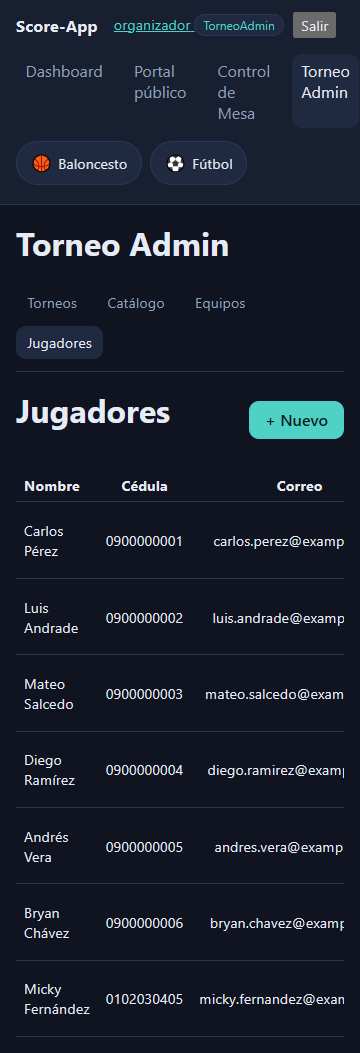 Score-App organizador TorneoAdmin Salir
Dashboard Portal público Control de Mesa Torneo Admin
Baloncesto Fútbol
Torneo Admin
Torneos Catálogo Equipos
Jugadores
Jugadores + Nuevo
Nombre Cédula Correo
Carlos Pérez 0900000001 carlos.perez@examp
Luis Andrade 0900000002 luis.andrade@examp
Mateo Salcedo 0900000003 mateo.salcedo@exam
Diego Ramírez 0900000004 diego.ramirez@examp
Andrés Vera 0900000005 andres.vera@examp
Bryan Chávez 0900000006 bryan.chavez@examp
Micky Fernández 0102030405 micky.fernandez@exam